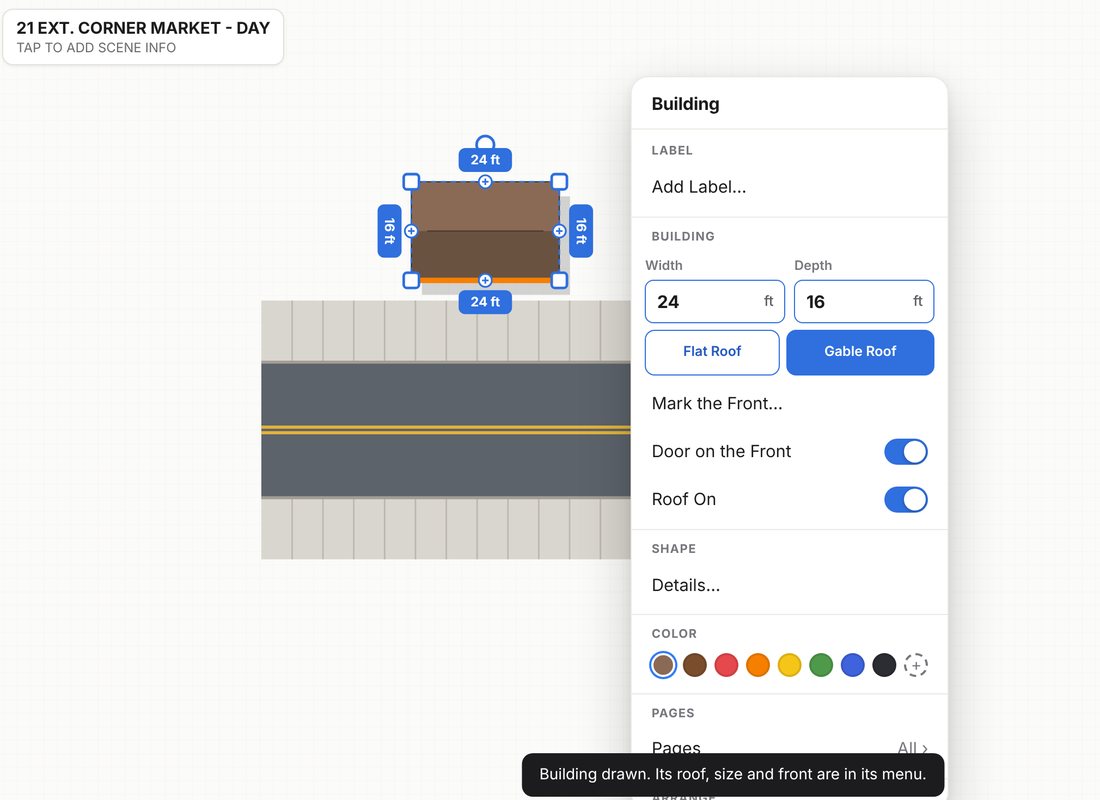 21 EXT. CORNER MARKET - DAY
TAP TO ADD SCENE INFO
Building
LABEL
Add Label...
BUILDING
Width Depth
24 ft 16 ft
Flat Roof Gable Roof
Mark the Front...
Door on the Front
Roof On
SHAPE
Details...
COLOR
PAGES
Pages All ›
ARRANGE
24 ft
16 ft
16 ft
24 ft
Building drawn. Its roof, size and front are in its menu.